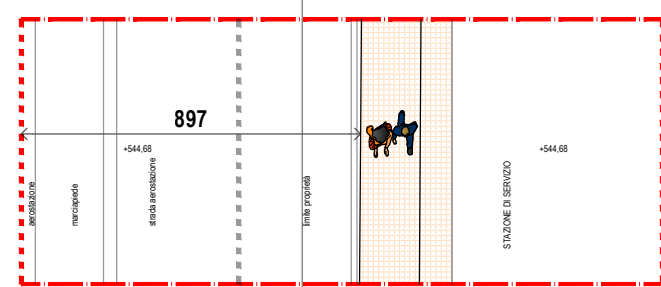 897
+544,68
+544,68
aerostazione
marciapiede
strada aerostazione
limite proprietà
STAZIONE DI SERVIZIO